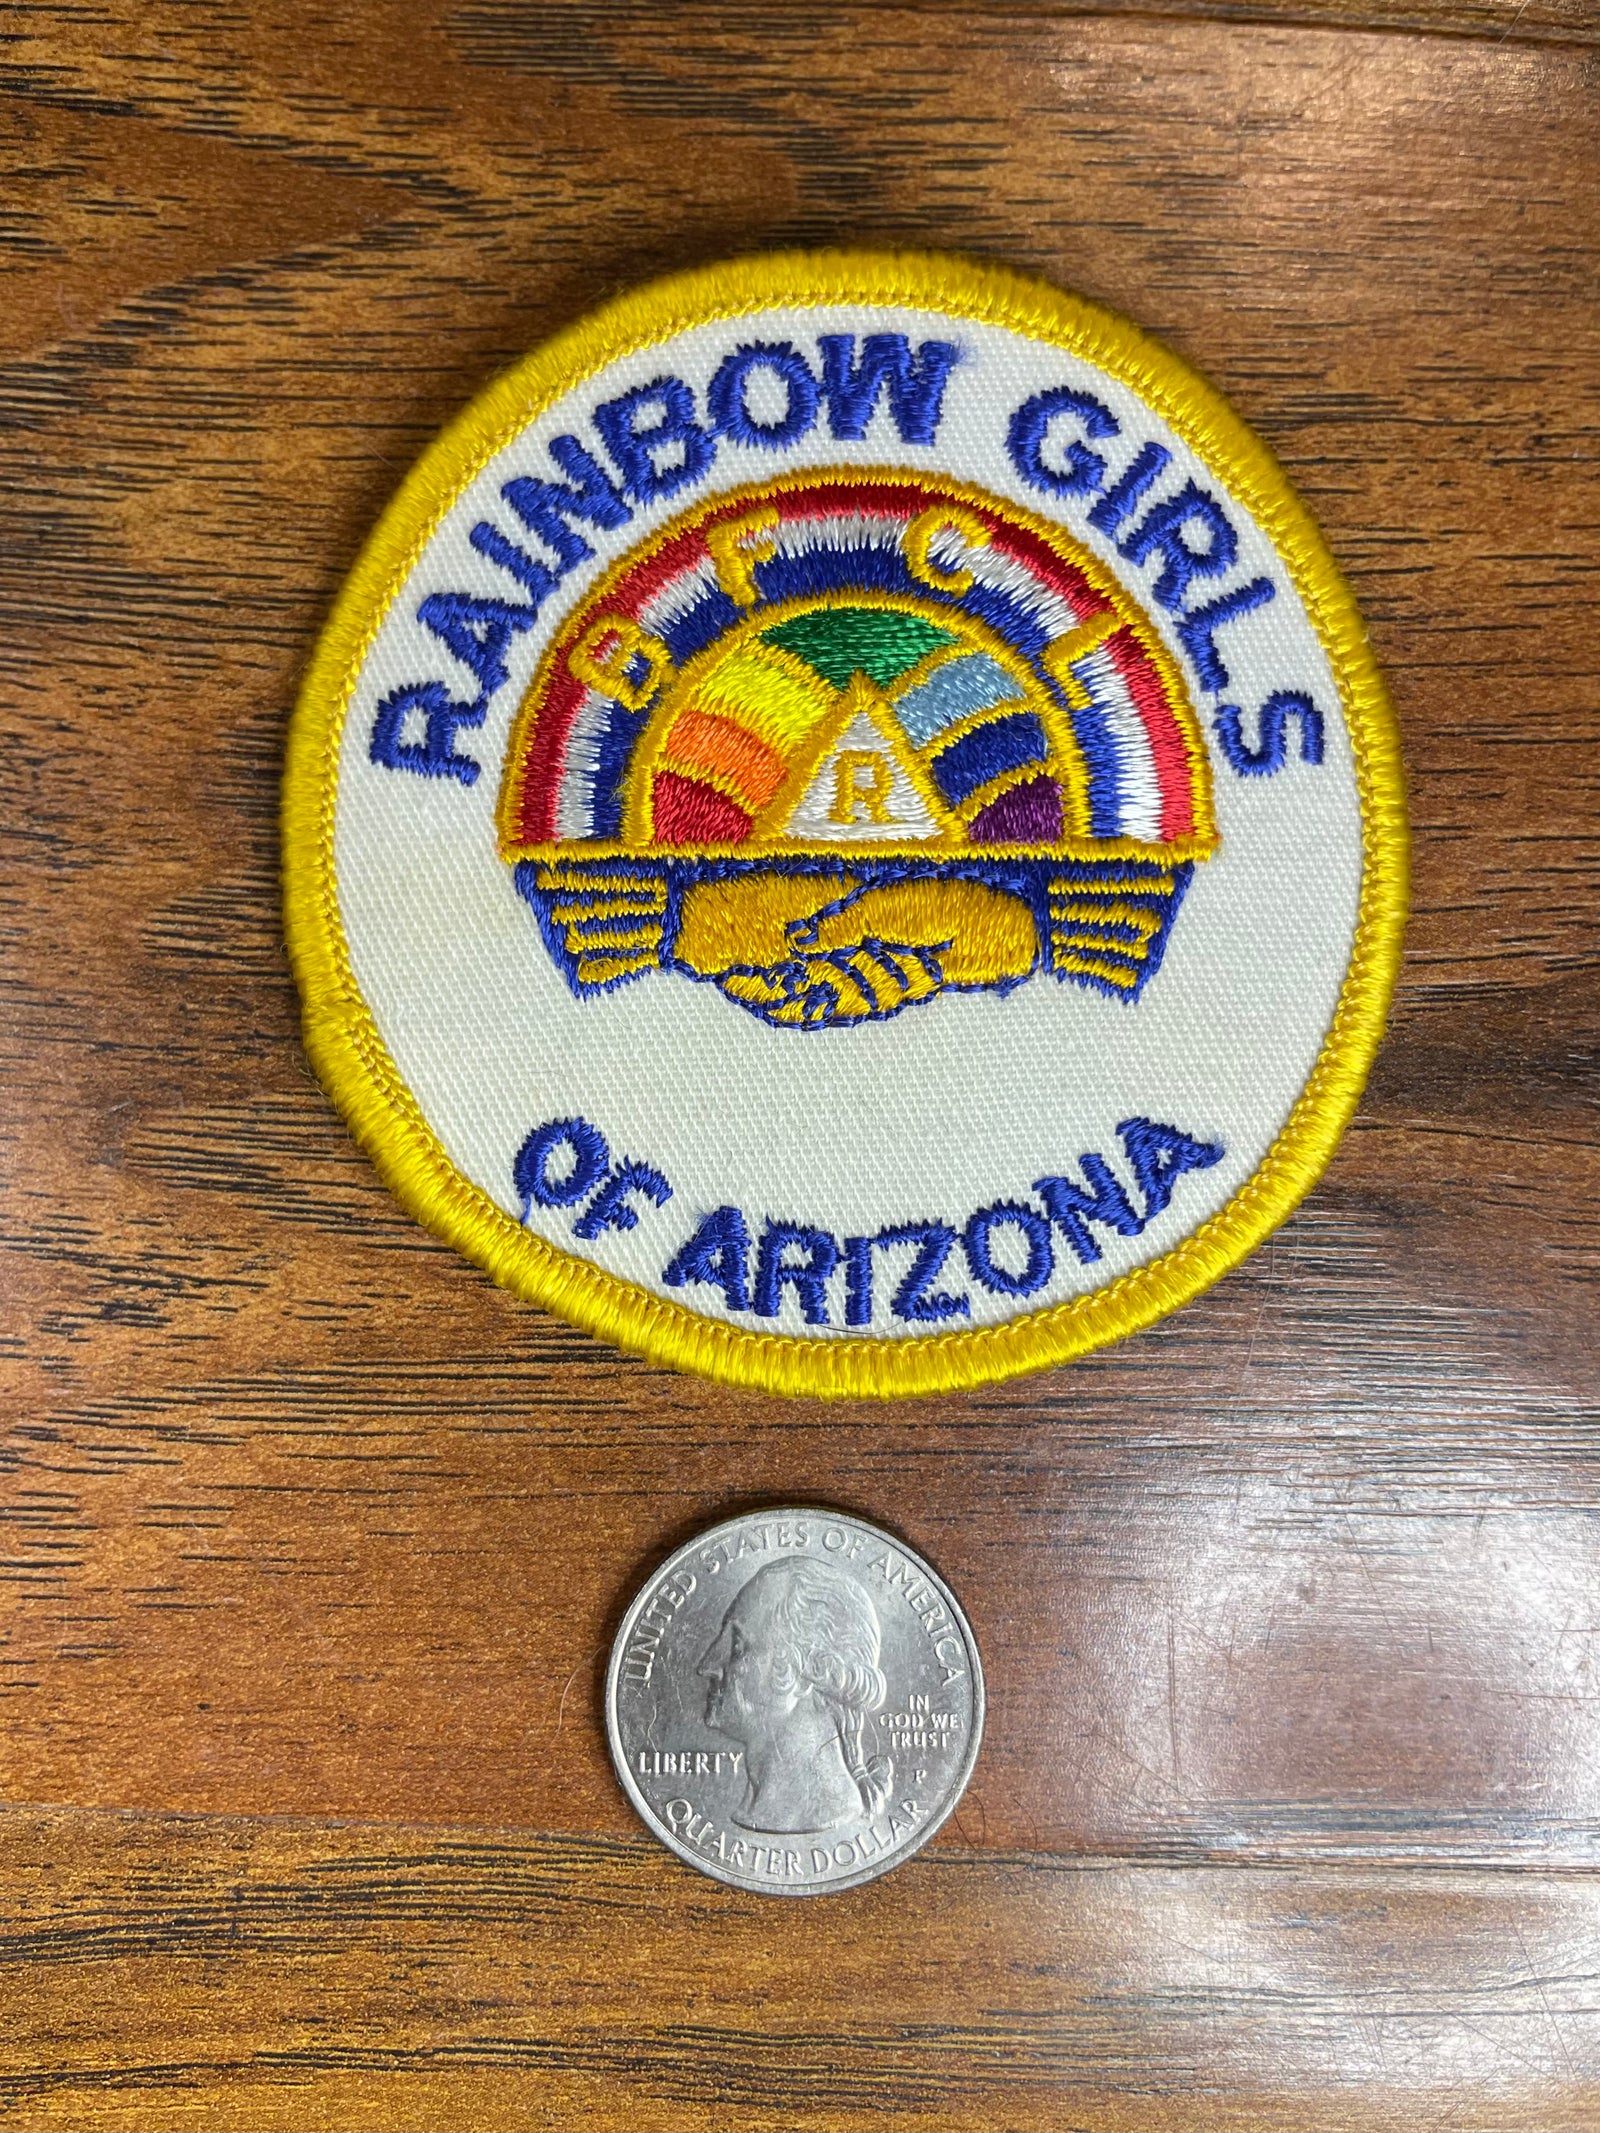 RAINBOW GIRLS
B F C L
R
OF ARIZONA
UNITED STATES OF AMERICA
IN
GOD WE
TRUST
LIBERTY
P
QUARTER DOLLAR